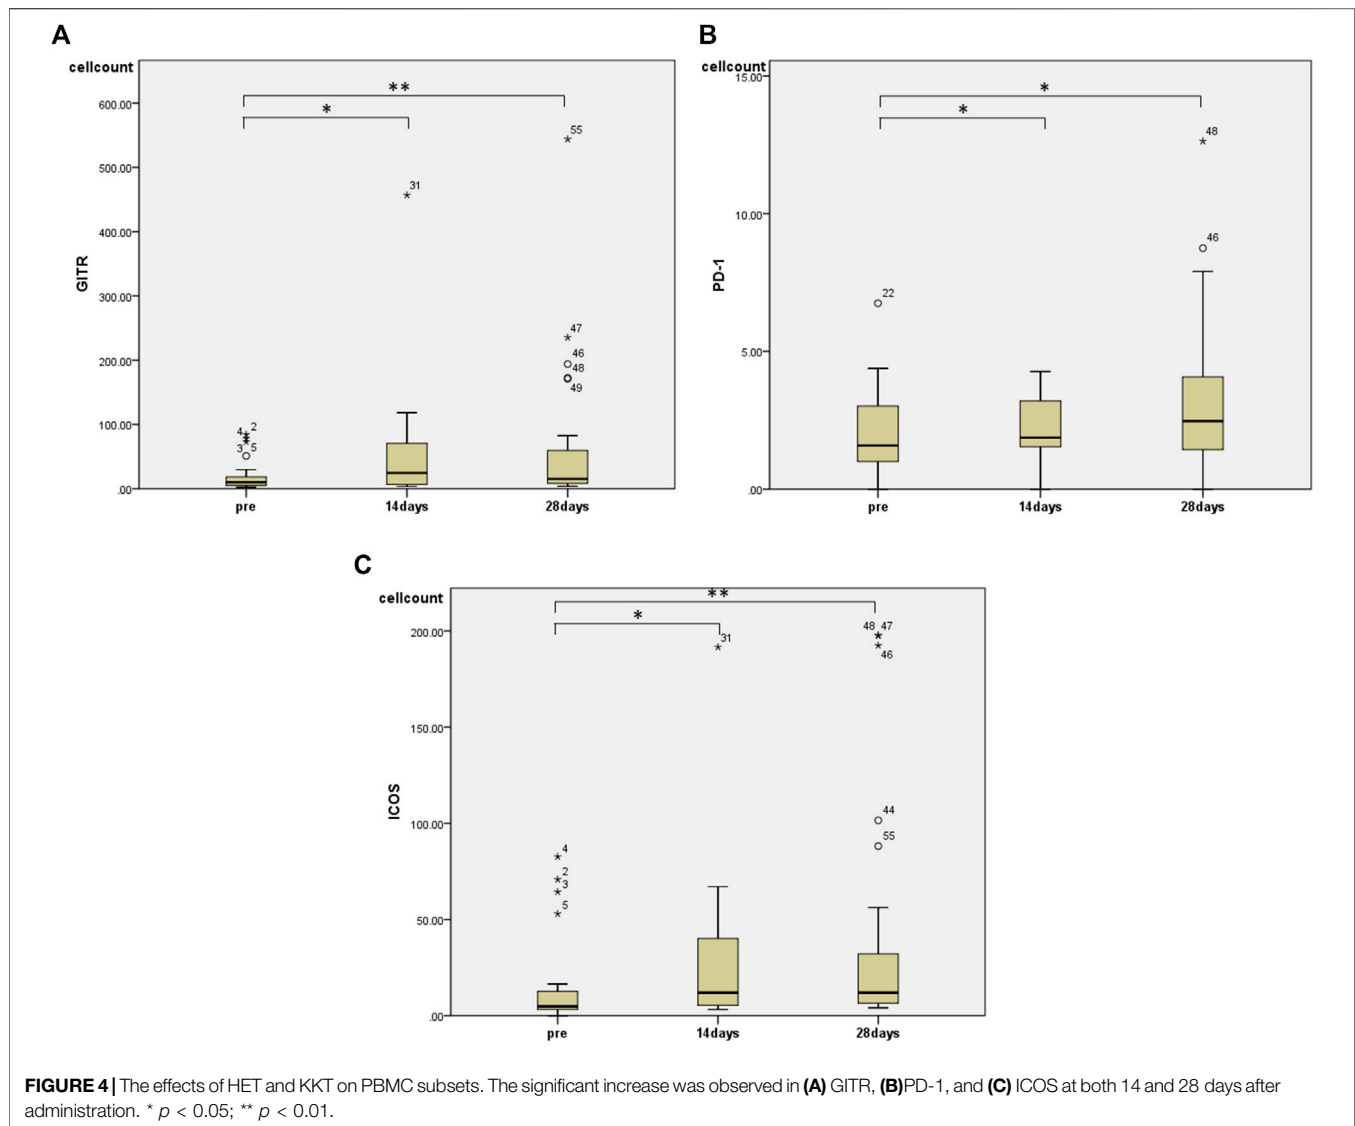 A
cellcount
600.00
500.00
400.00
300.00
200.00
100.00
.00
GITR
**
*
55
31
47
46
48
49
2
4
3
5
pre
14days
28days
B
cellcount
15.00
10.00
5.00
.00
PD-1
*
*
48
46
22
pre
14days
28days
C
cellcount
200.00
150.00
100.00
50.00
.00
ICOS
**
*
31
48 47
46
44
55
4
2
3
5
pre
14days
28days
FIGURE 4 | The effects of HET and KKT on PBMC subsets. The significant increase was observed in (A) GITR, (B)PD-1, and (C) ICOS at both 14 and 28 days after
administration. * p < 0.05; ** p < 0.01.